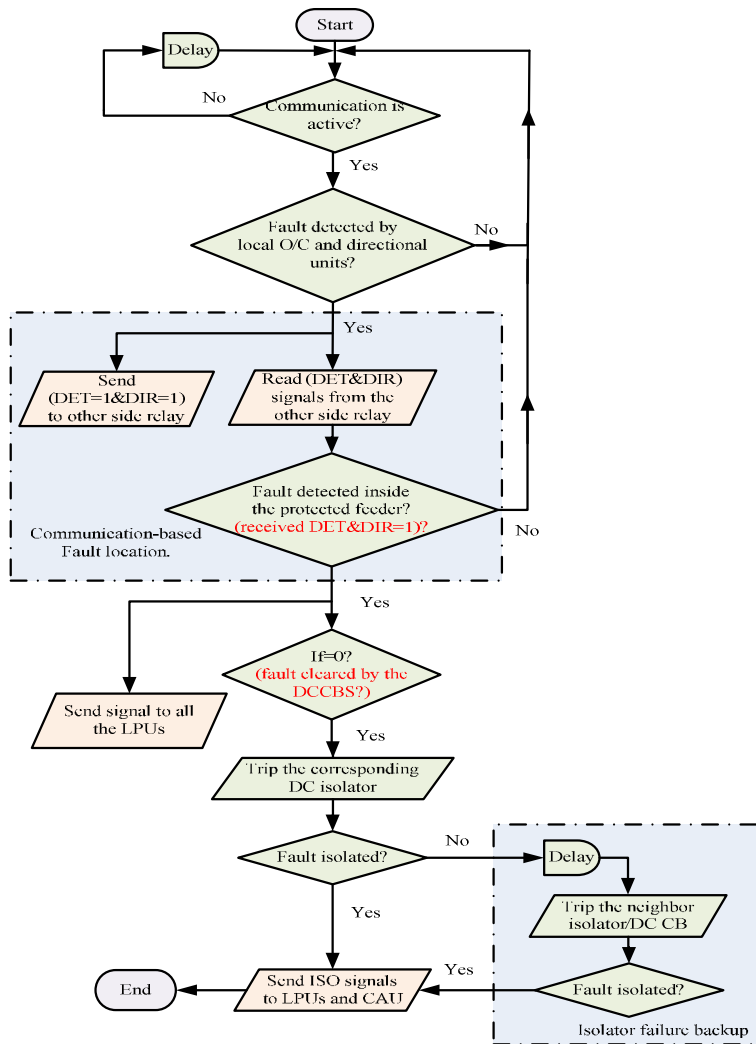 Start
Delay
No
Communication is
active?
Yes
Fault detected by
local O/C and directional
units?
No
Yes
Send
(DET=1&DIR=1)
to other side relay
Read (DET&DIR)
signals from the
other side relay
Fault detected inside
the protected feeder?
(received DET&DIR=1)?
No
Communication-based
Fault location.
Yes
If=0?
(fault cleared by the
DCCBS?)
Send signal to all
the LPUs
Yes
Trip the corresponding
DC isolator
Fault isolated?
No
Delay
Trip the neighbor
isolator/DC CB
Yes
Fault isolated?
Yes
Send ISO signals
to LPUs and CAU
End
Isolator failure backup